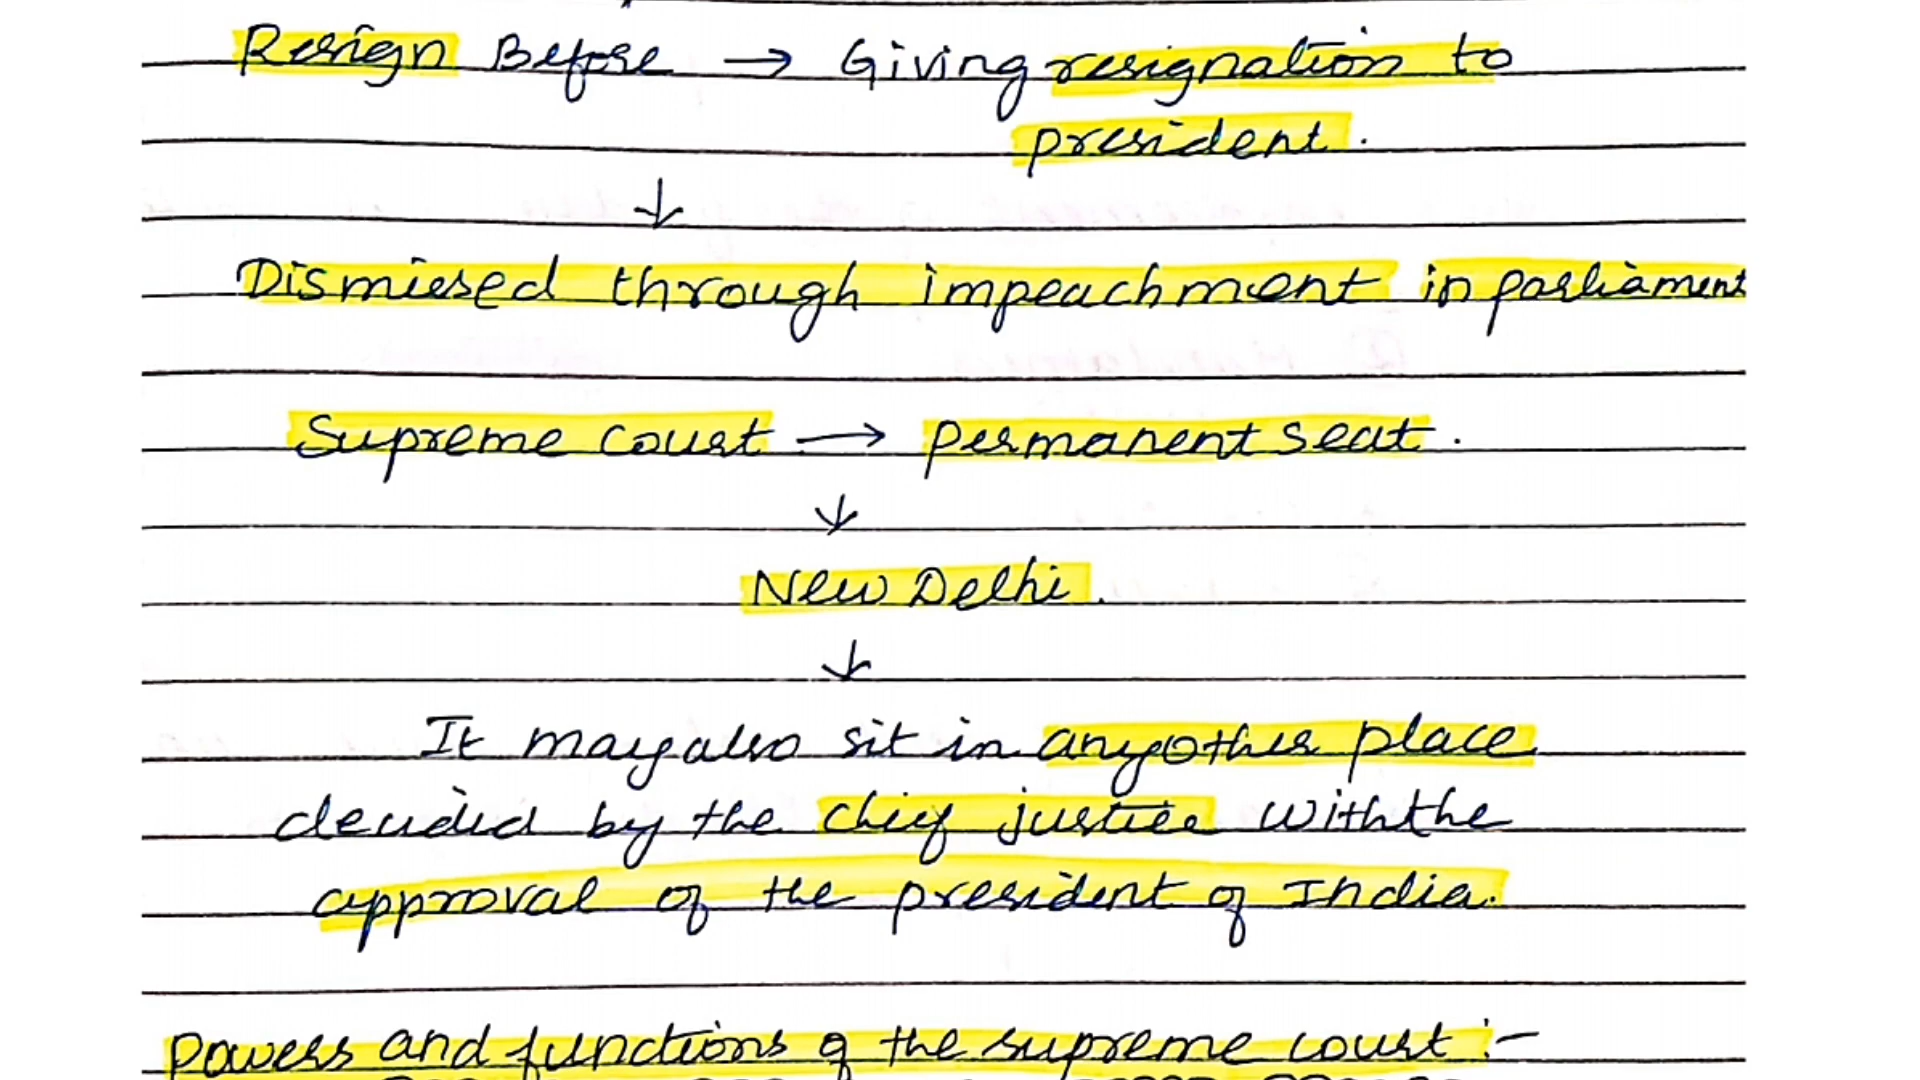 Resign Before → Giving resignation to
president.
↓
Dismissed through impeachment in parliament
Supreme Court → permanent seat.
↓
New Delhi.
↓
It may also sit in any other place
decided by the chief justice with the
approval of the president of India.
Powers and functions of the supreme court :-